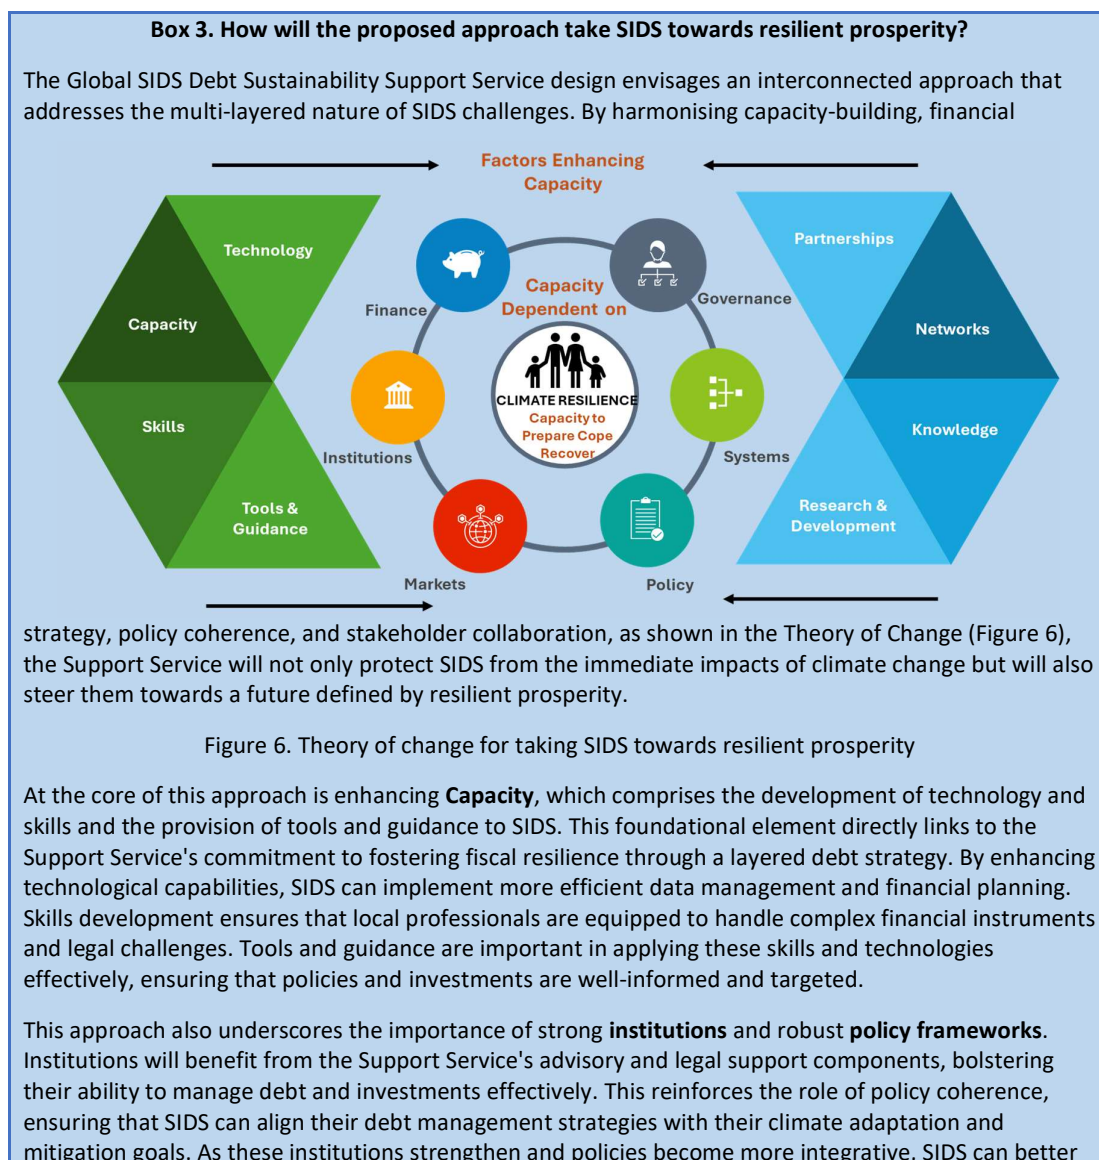 Box 3. How will the proposed approach take SIDS towards resilient prosperity?
The Global SIDS Debt Sustainability Support Service design envisages an interconnected approach that
addresses the multi-layered nature of SIDS challenges. By harmonising capacity-building, financial
Factors Enhancing
Capacity
Technology
Capacity
Skills
Tools &
Guidance
Finance
Governance
Capacity
Dependent on
CLIMATE RESILIENCE
Capacity to
Prepare Cope
Recover
Institutions
Systems
Markets
Policy
Partnerships
Networks
Knowledge
Research &
Development
strategy, policy coherence, and stakeholder collaboration, as shown in the Theory of Change (Figure 6),
the Support Service will not only protect SIDS from the immediate impacts of climate change but will also
steer them towards a future defined by resilient prosperity.
Figure 6. Theory of change for taking SIDS towards resilient prosperity
At the core of this approach is enhancing Capacity, which comprises the development of technology and
skills and the provision of tools and guidance to SIDS. This foundational element directly links to the
Support Service's commitment to fostering fiscal resilience through a layered debt strategy. By enhancing
technological capabilities, SIDS can implement more efficient data management and financial planning.
Skills development ensures that local professionals are equipped to handle complex financial instruments
and legal challenges. Tools and guidance are important in applying these skills and technologies
effectively, ensuring that policies and investments are well-informed and targeted.
This approach also underscores the importance of strong institutions and robust policy frameworks.
Institutions will benefit from the Support Service's advisory and legal support components, bolstering
their ability to manage debt and investments effectively. This reinforces the role of policy coherence,
ensuring that SIDS can align their debt management strategies with their climate adaptation and
mitigation goals. As these institutions strengthen and policies become more integrative, SIDS can better